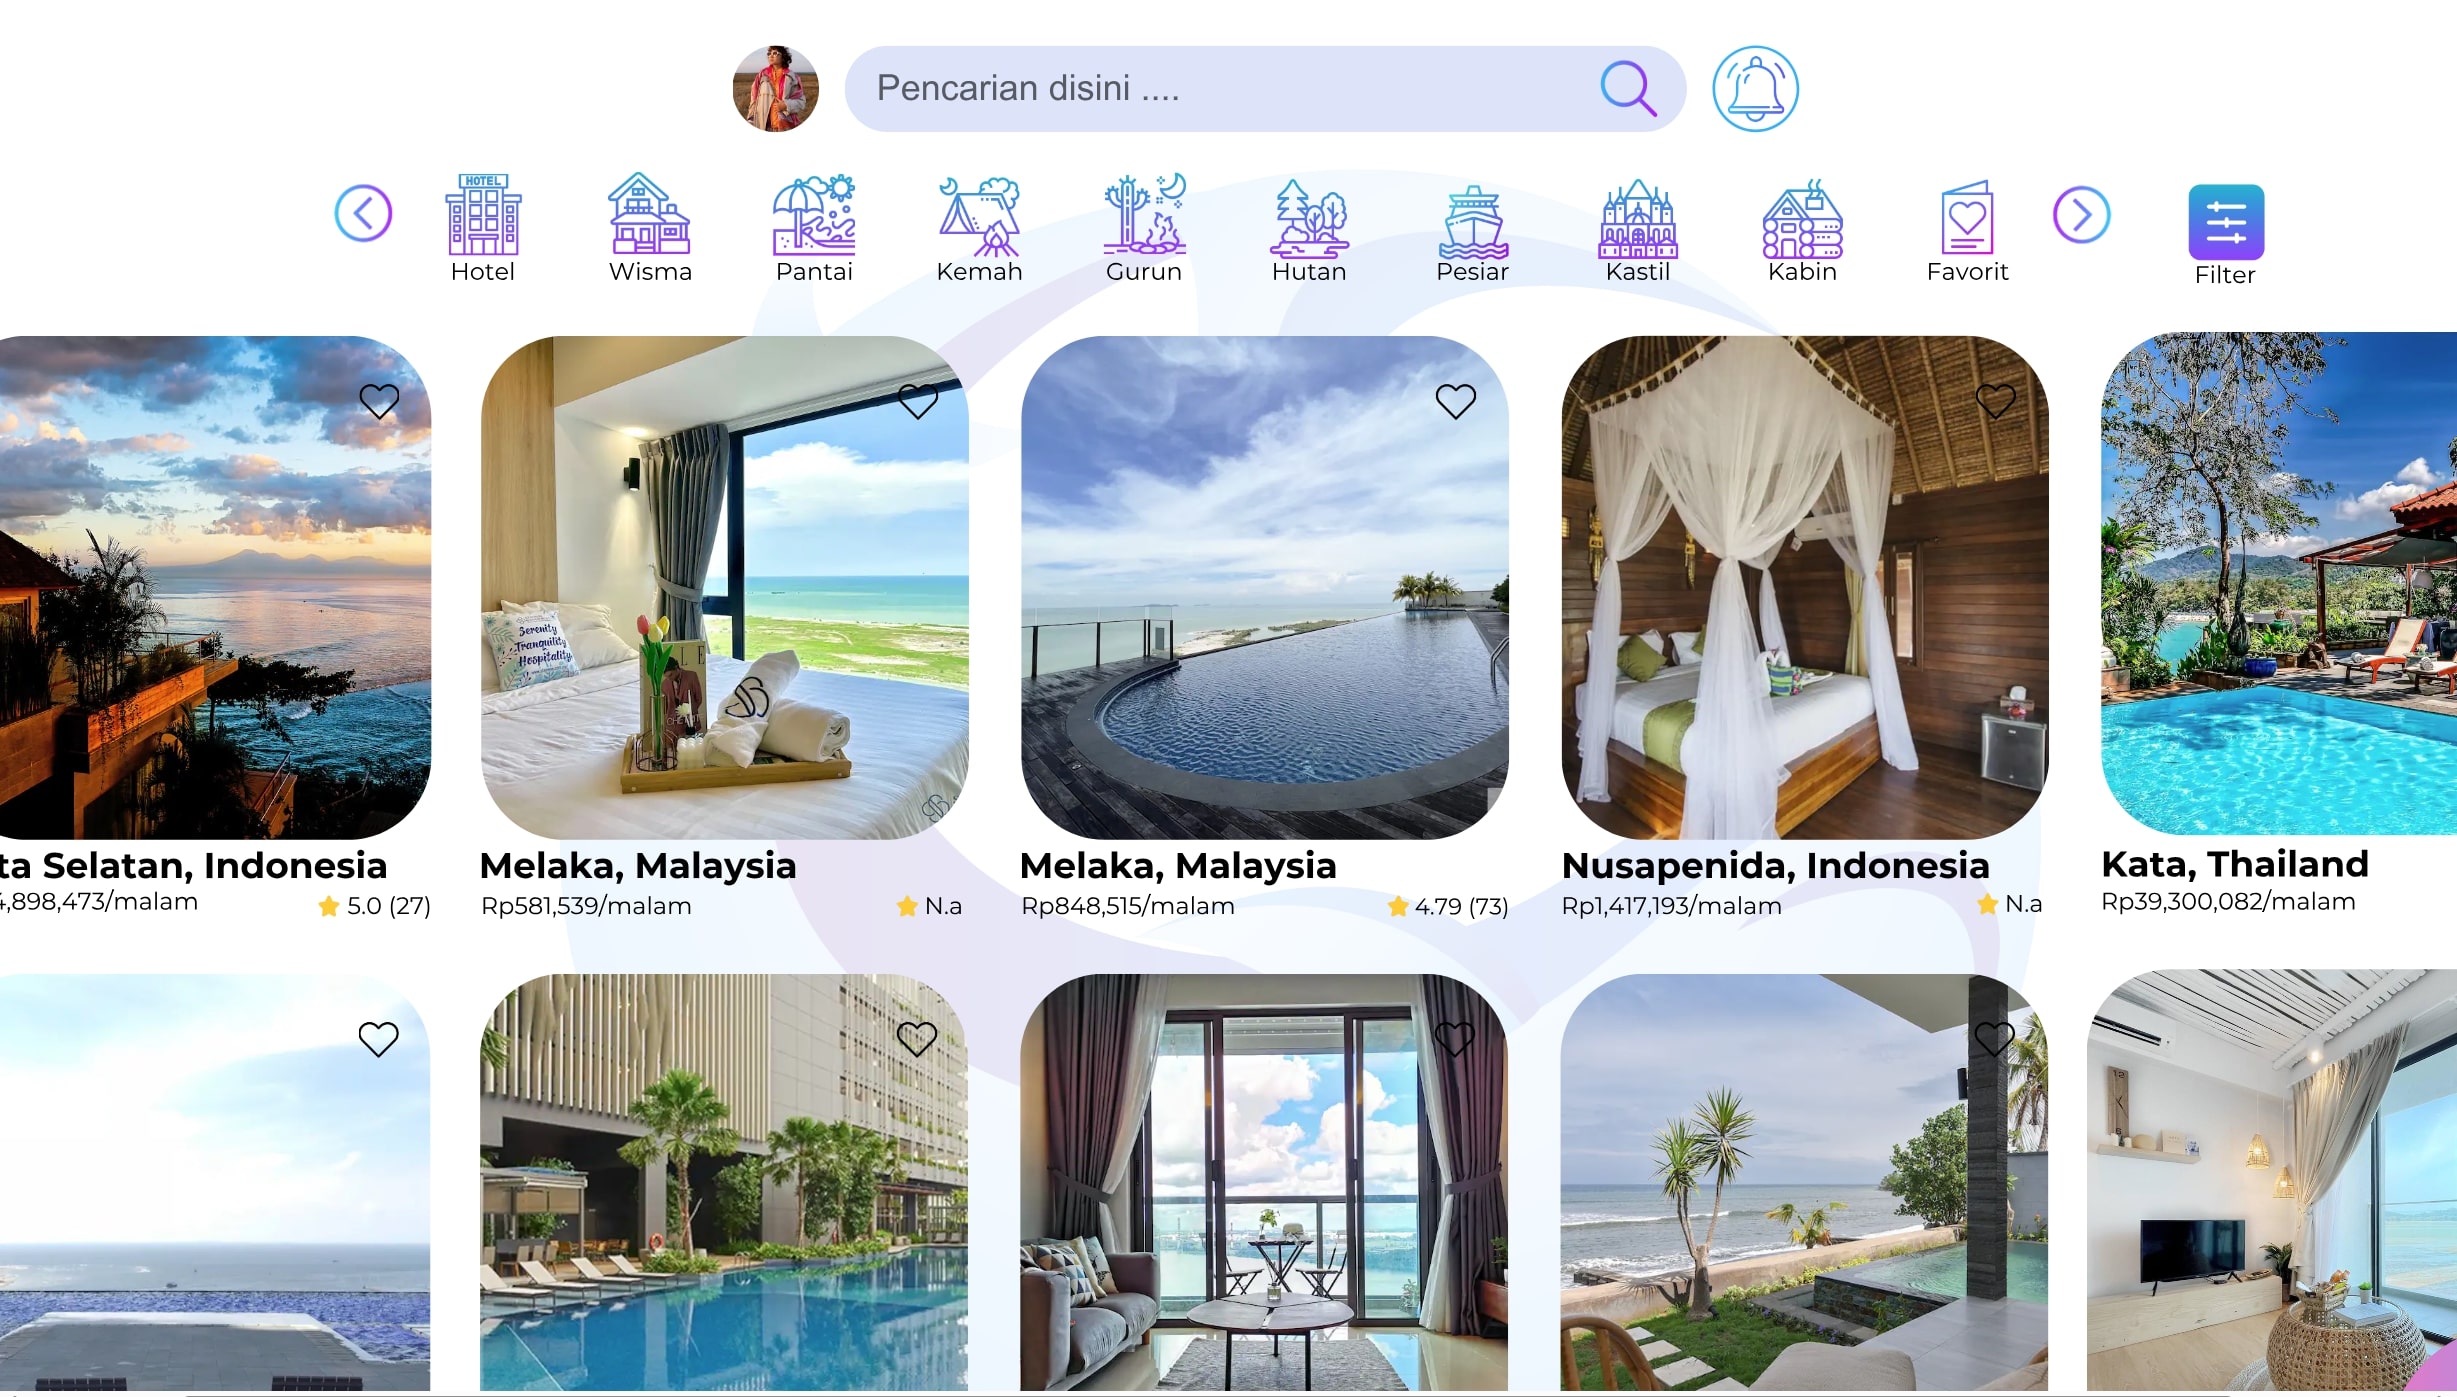 Pencarian disini ....
HOTEL
Hotel
Wisma
Pantai
Kemah
Gurun
Hutan
Pesiar
Kastil
Kabin
Favorit
Filter
Serenity
Tranquility
Hospitality
ta Selatan, Indonesia
4,898,473/malam
5.0 (27)
Melaka, Malaysia
Rp581,539/malam
N.a
Melaka, Malaysia
Rp848,515/malam
4.79 (73)
Nusapenida, Indonesia
Rp1,417,193/malam
N.a
Kata, Thailand
Rp39,300,082/malam